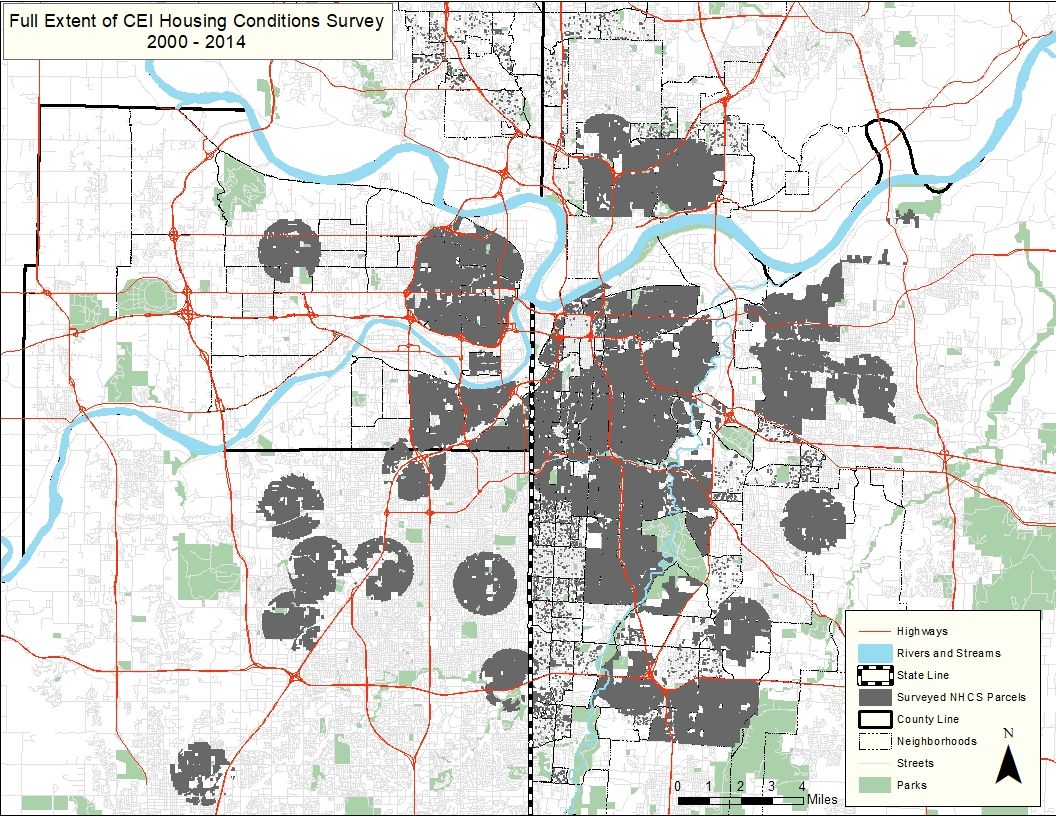 Full Extent of CEI Housing Conditions Survey
2000 - 2014
Highways
Rivers and Streams
State Line
Surveyed NHCS Parcels
County Line
Neighborhoods
Streets
Parks
N
0 1 2 3 4
Miles